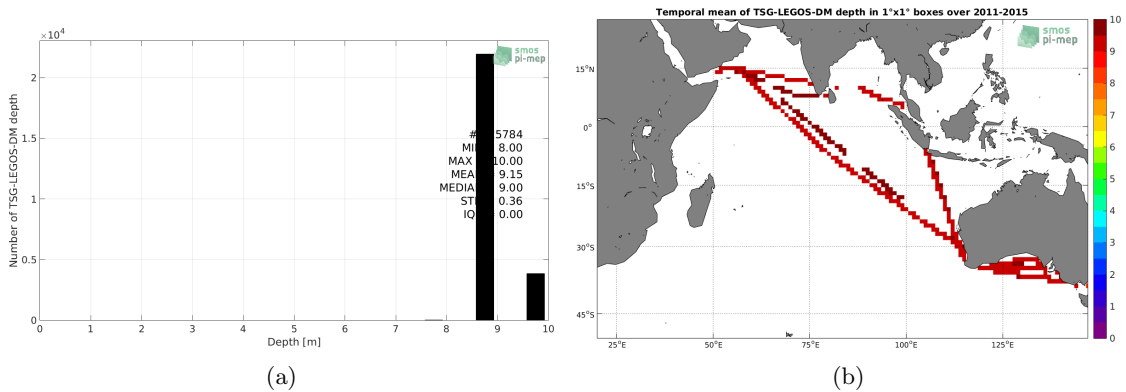 ×10⁴
smos
pi-mep
Number of TSG-LEGOS-DM depth
2
1.5
1
0.5
0
5784
8.00
MAX 10.00
9.15
MEDIAN 9.00
0.36
0.00
0 1 2 3 4 5 6 7 8 9 10
Depth [m]
(a)
Temporal mean of TSG-LEGOS-DM depth in 1°x1° boxes over 2011-2015
smos
pi-mep
15°N
0°
15°S
30°S
45°S
25°E 50°E 75°E 100°E 125°E
10
9
8
7
6
5
4
3
2
1
0
(b)